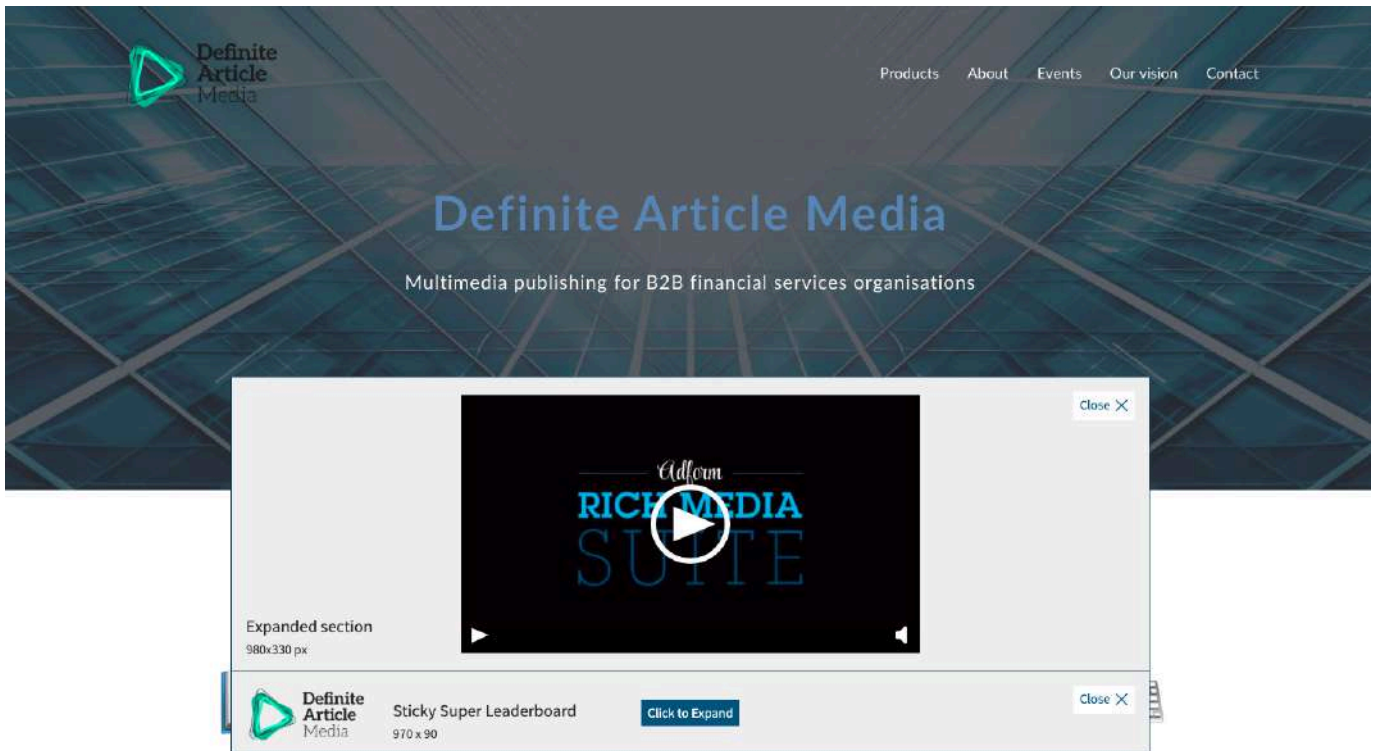 Definite
Article
Media
Products About Events Our vision Contact
Definite Article Media
Multimedia publishing for B2B financial services organisations
Close
Adform
RICH MEDIA
SUITE
Expanded section
980x330 px
Definite
Article
Media
Sticky Super Leaderboard
970 x 90
Click to Expand
Close